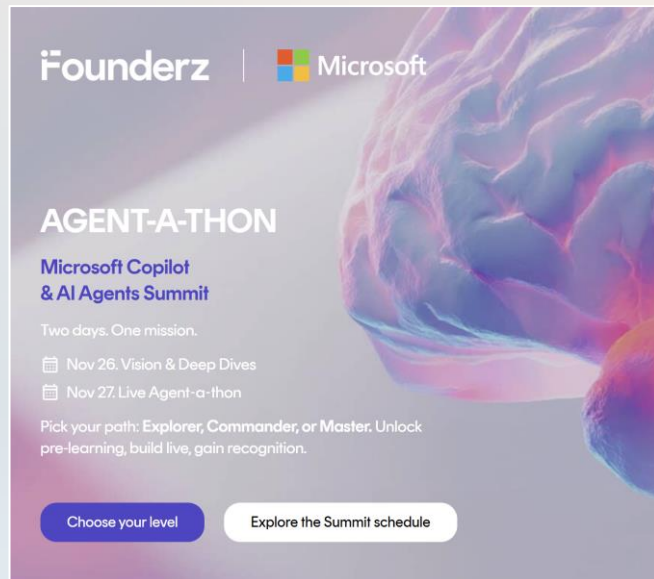 Founderz
Microsoft
AGENT-A-THON
Microsoft Copilot
& AI Agents Summit
Two days. One mission.
Nov 26. Vision & Deep Dives
Nov 27. Live Agent-a-thon
Pick your path: Explorer, Commander, or Master. Unlock
pre-learning, build live, gain recognition.
Choose your level
Explore the Summit schedule